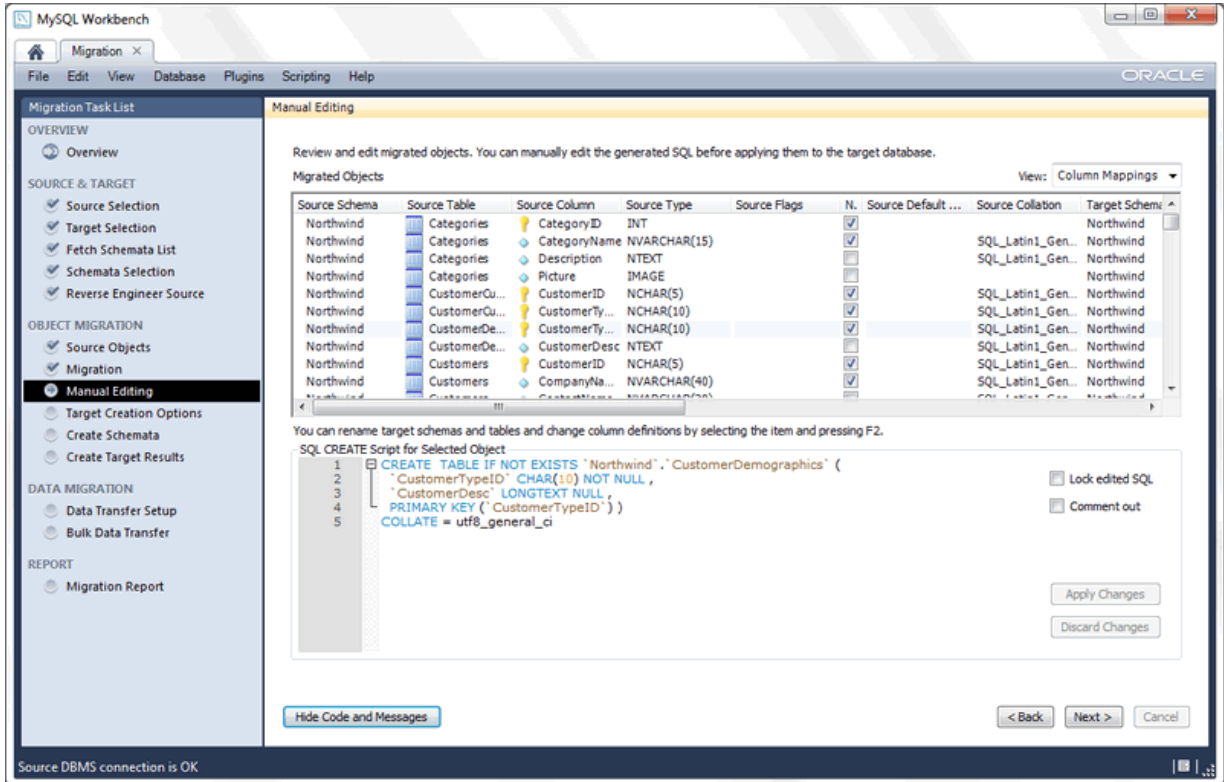 MySQL Workbench
Migration
File Edit View Database Plugins Scripting Help ORACLE
Migration Task List
OVERVIEW
Overview
SOURCE & TARGET
Source Selection
Target Selection
Fetch Schemata List
Schemata Selection
Reverse Engineer Source
OBJECT MIGRATION
Source Objects
Migration
Manual Editing
Target Creation Options
Create Schemata
Create Target Results
DATA MIGRATION
Data Transfer Setup
Bulk Data Transfer
REPORT
Migration Report
Manual Editing
Review and edit migrated objects. You can manually edit the generated SQL before applying them to the target database.
Migrated Objects View: Column Mappings
Source Schema Source Table Source Column Source Type Source Flags N. Source Default ... Source Collation Target Schema
Northwind Categories CategoryID INT Northwind
Northwind Categories CategoryName NVARCHAR(15) SQL_Latin1_Gen... Northwind
Northwind Categories Description NTEXT SQL_Latin1_Gen... Northwind
Northwind Categories Picture IMAGE Northwind
Northwind CustomerCu... CustomerID NCHAR(5) SQL_Latin1_Gen... Northwind
Northwind CustomerCu... CustomerTy... NCHAR(10) SQL_Latin1_Gen... Northwind
Northwind CustomerDe... CustomerTy... NCHAR(10) SQL_Latin1_Gen... Northwind
Northwind CustomerDe... CustomerDesc NTEXT SQL_Latin1_Gen... Northwind
Northwind Customers CustomerID NCHAR(5) SQL_Latin1_Gen... Northwind
Northwind Customers CompanyNa... NVARCHAR(40) SQL_Latin1_Gen... Northwind
You can rename target schemas and tables and change column definitions by selecting the item and pressing F2.
SQL CREATE Script for Selected Object
1 CREATE TABLE IF NOT EXISTS `Northwind`.`CustomerDemographics` (
2 `CustomerTypeID` CHAR(10) NOT NULL ,
3 `CustomerDesc` LONGTEXT NULL ,
4 PRIMARY KEY (`CustomerTypeID`) )
5 COLLATE = utf8_general_ci
Lock edited SQL
Comment out
Apply Changes
Discard Changes
Hide Code and Messages < Back Next > Cancel
Source DBMS connection is OK